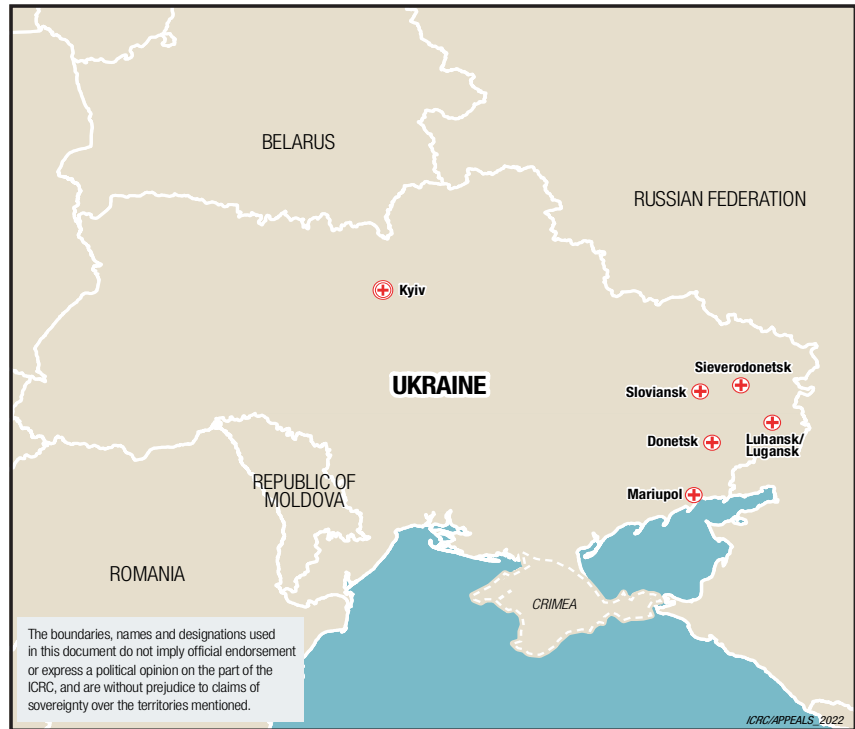 BELARUS
RUSSIAN FEDERATION
Kyiv
UKRAINE
Sieverodonetsk
Sloviansk
Luhansk/
Lugansk
Donetsk
Mariupol
REPUBLIC OF
MOLDOVA
ROMANIA
CRIMEA
The boundaries, names and designations used
in this document do not imply official endorsement
or express a political opinion on the part of the
ICRC, and are without prejudice to claims of
sovereignty over the territories mentioned.
ICRC/APPEALS_2022